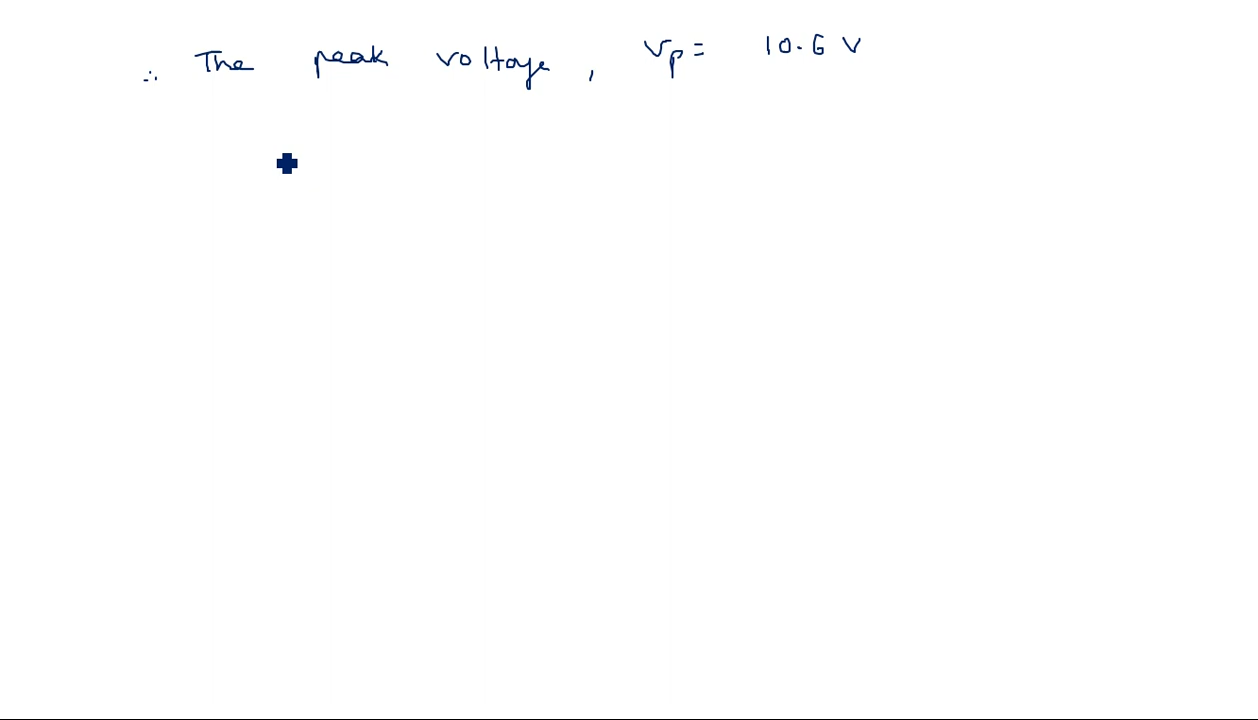 ∴ The peak voltage, Vp = 10.6 V